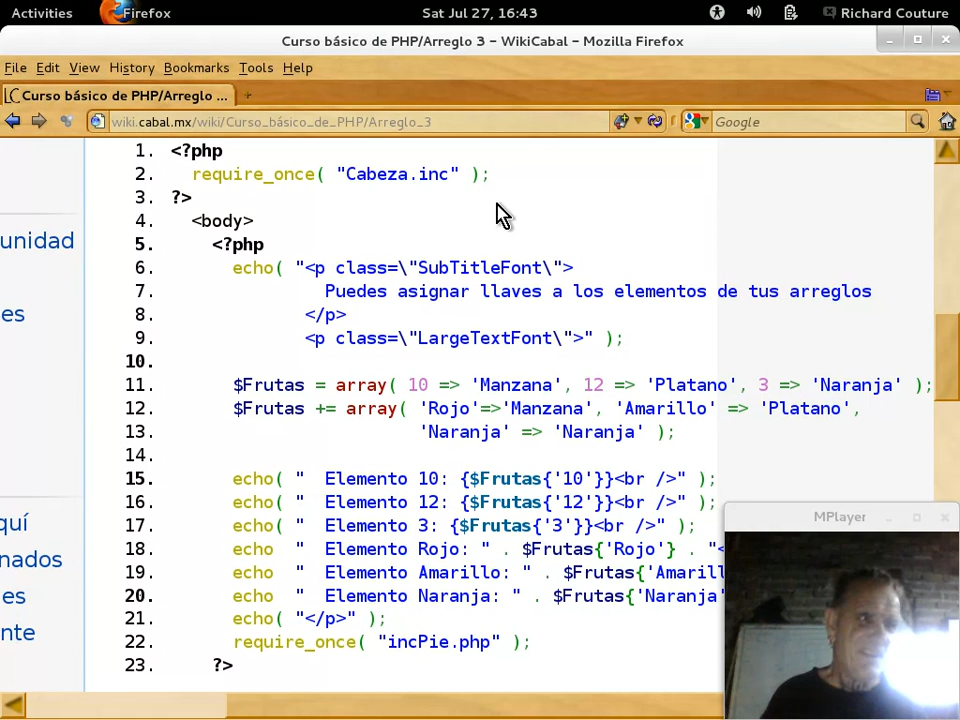 Activities Firefox Sat Jul 27, 16:43 Richard Couture
Curso básico de PHP/Arreglo 3 – WikiCabal – Mozilla Firefox
File Edit View History Bookmarks Tools Help
Curso básico de PHP/Arreglo ... +
wiki.cabal.mx/wiki/Curso_básico_de_PHP/Arreglo_3 Google
1. <?php
2. require_once( "Cabeza.inc" );
3. ?>
unidad
4. <body>
5. <?php
6. echo( "<p class=\"SubTitleFont\">
7. Puedes asignar llaves a los elementos de tus arreglos
es
8. </p>
9. <p class=\"LargeTextFont\">" );
10.
11. $Frutas = array( 10 => 'Manzana', 12 => 'Platano', 3 => 'Naranja' );
12. $Frutas += array( 'Rojo'=>'Manzana', 'Amarillo' => 'Platano',
13. 'Naranja' => 'Naranja' );
14.
15. echo( "  Elemento 10: {$Frutas{'10'}}<br />" );
16. echo( "  Elemento 12: {$Frutas{'12'}}<br />" );
quí
17. echo( "  Elemento 3: {$Frutas{'3'}}<br />" );
18. echo  "  Elemento Rojo: " . $Frutas{'Rojo'} . "<
nados
19. echo  "  Elemento Amarillo: " . $Frutas{'Amarill
es
20. echo  "  Elemento Naranja: " . $Frutas{'Naranja'
21. echo( "</p>" );
nte
22. require_once( "incPie.php" );
23. ?>
MPlayer